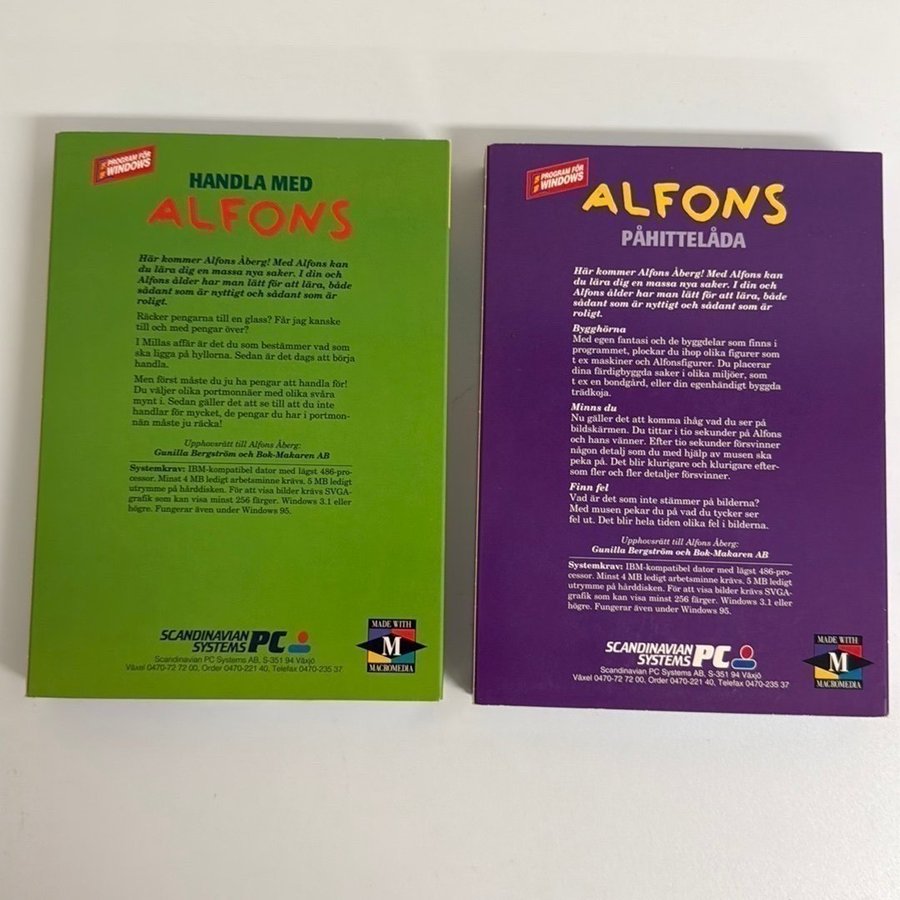 PROGRAM FÖR
WINDOWS
HANDLA MED
ALFONS
Här kommer Alfons Åberg! Med Alfons kan
du lära dig en massa nya saker. I din och
Alfons ålder har man lätt för att lära, både
sådant som är nyttigt och sådant som är
roligt.
Räcker pengarna till en glass? Får jag kanske
till och med pengar över?
I Millas affär är det du som bestämmer vad som
ska ligga på hyllorna. Sedan är det dags att börja
handla.
Men först måste du ju ha pengar att handla för!
Du väljer olika portmonnäer med olika svåra
mynt i. Sedan gäller det att se till att du inte
handlar för mycket, de pengar du har i portmon-
nän måste ju räcka!
Upphovsrätt till Alfons Åberg:
Gunilla Bergström och Bok-Makaren AB
Systemkrav: IBM-kompatibel dator med lägst 486-pro-
cessor. Minst 4 MB ledigt arbetsminne krävs. 5 MB ledigt
utrymme på hårddisken. För att visa bilder krävs SVGA-
grafik som kan visa minst 256 färger. Windows 3.1 eller
högre. Fungerar även under Windows 95.
SCANDINAVIAN
SYSTEMS PC
Scandinavian PC Systems AB, S-351 94 Växjö
Växel 0470-72 72 00, Order 0470-221 40, Telefax 0470-235 37
MADE WITH
M
MACROMEDIA
PROGRAM FÖR
WINDOWS
ALFONS
PÅHITTELÅDA
Här kommer Alfons Åberg! Med Alfons kan
du lära dig en massa nya saker. I din och
Alfons ålder har man lätt för att lära, både
sådant som är nyttigt och sådant som är
roligt.
Bygghörna
Med egen fantasi och de byggdelar som finns i
programmet, plockar du ihop olika figurer som
t ex maskiner och Alfonsfigurer. Du placerar
dina färdigbyggda saker i olika miljöer, som
t ex en bondgård, eller din egenhändigt byggda
trädkoja.
Minns du
Nu gäller det att komma ihåg vad du ser på
bildskärmen. Du tittar i tio sekunder på Alfons
och hans vänner. Efter tio sekunder försvinner
någon detalj som du med hjälp av musen ska
peka på. Det blir klurigare och klurigare efter-
som fler och fler detaljer försvinner.
Finn fel
Vad är det som inte stämmer på bilderna?
Med musen pekar du på vad du tycker ser
fel ut. Det blir hela tiden olika fel i bilderna.
Upphovsrätt till Alfons Åberg:
Gunilla Bergström och Bok-Makaren AB
Systemkrav: IBM-kompatibel dator med lägst 486-pro-
cessor. Minst 4 MB ledigt arbetsminne krävs. 5 MB ledigt
utrymme på hårddisken. För att visa bilder krävs SVGA-
grafik som kan visa minst 256 färger. Windows 3.1 eller
högre. Fungerar även under Windows 95.
SCANDINAVIAN
SYSTEMS PC
Scandinavian PC Systems AB, S-351 94 Växjö
Växel 0470-72 72 00, Order 0470-221 40, Telefax 0470-235 37
MADE WITH
M
MACROMEDIA